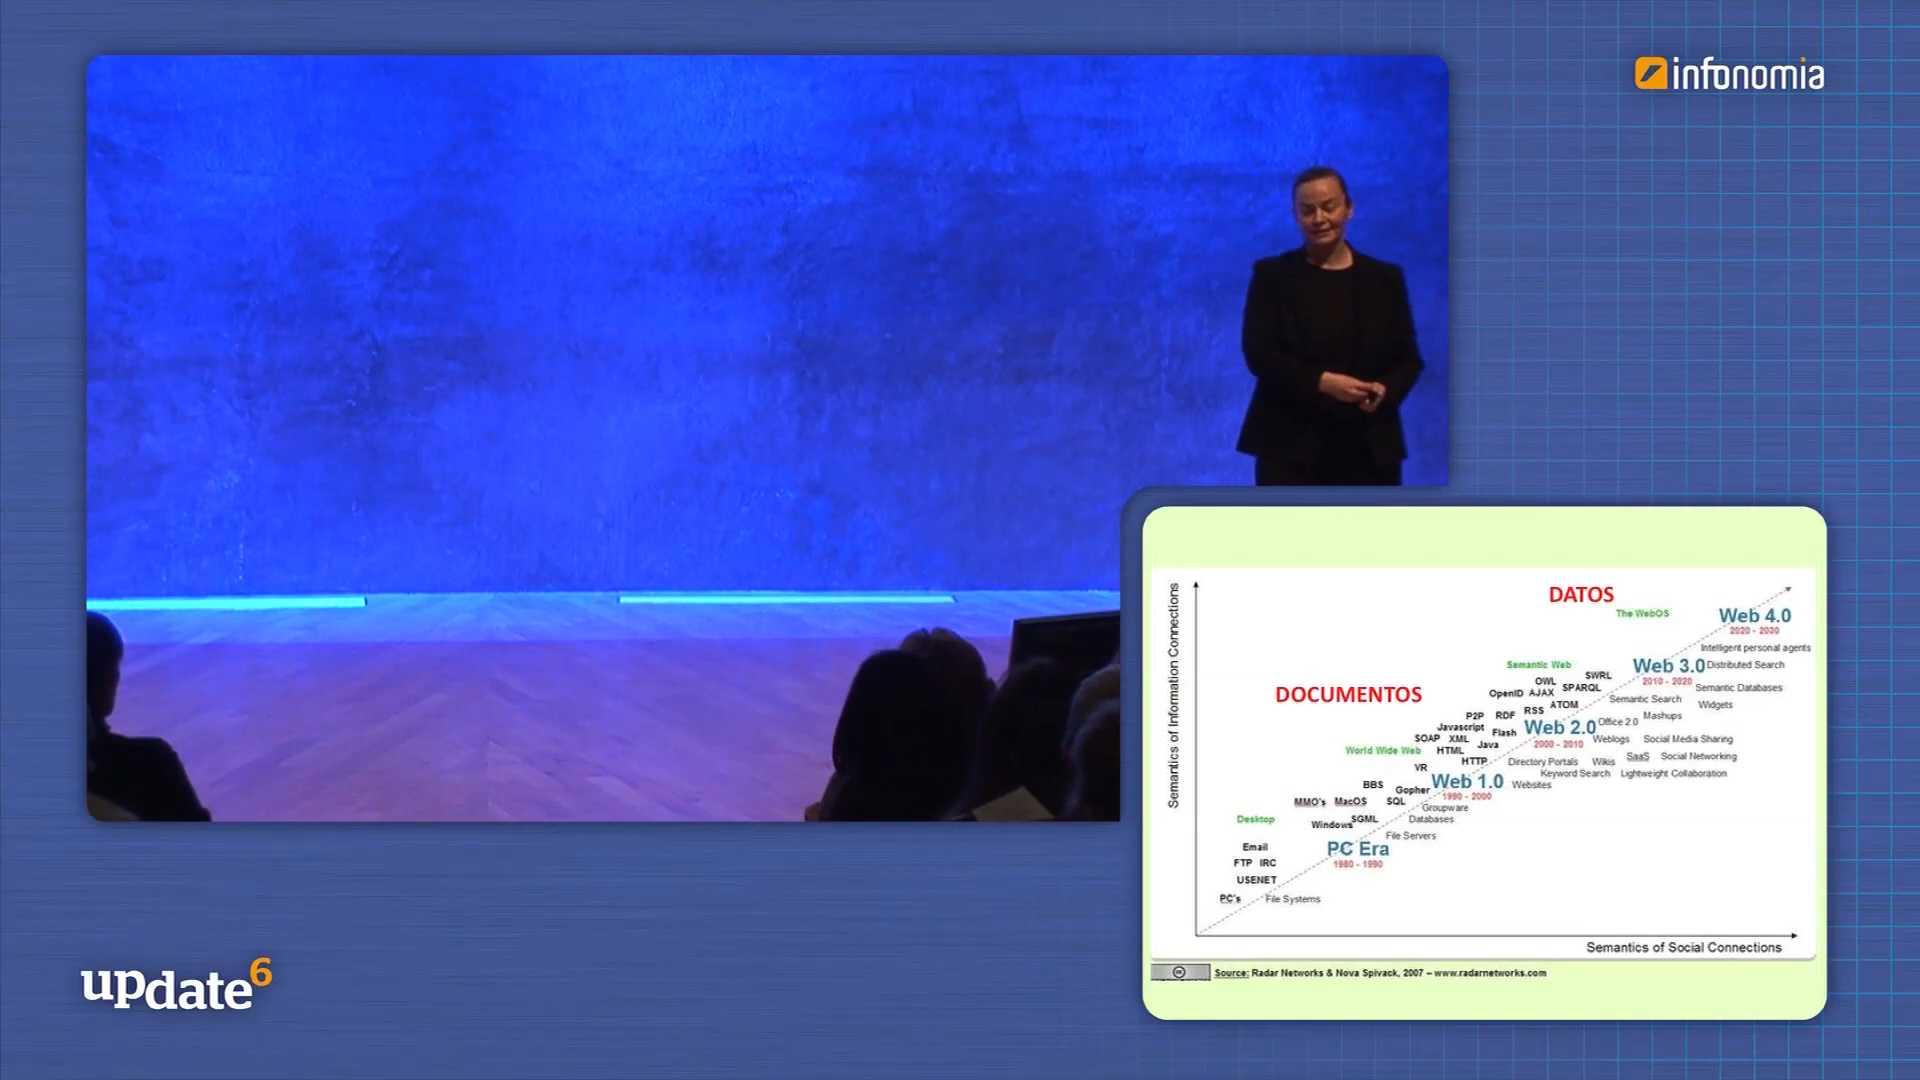 infonomia
DATOS
The WebOS
Web 4.0
2020 - 2030
Intelligent personal agents
Semantic Web
Web 3.0
Distributed Search
SWRL
OWL
2010 - 2020
DOCUMENTOS
OpenID AJAX SPARQL
Semantic Databases
Semantic Search
ATOM
Widgets
P2P RDF RSS
Mashups
Office 2.0
Javascript
Flash
Web 2.0
SOAP XML
2000 - 2010
Weblogs
Social Media Sharing
Java
World Wide Web
HTML
HTTP
Directory Portals
Wikis
SaaS
Social Networking
VR
Keyword Search
Lightweight Collaboration
BBS
Gopher
Web 1.0
Websites
1990 - 2000
MMO's MacOS SQL
Groupware
Desktop
Windows
SGML
Databases
File Servers
Email
PC Era
FTP IRC
1980 - 1990
USENET
PC's
File Systems
Semantics of Information Connections
Semantics of Social Connections
cc
Source: Radar Networks & Nova Spivack, 2007 – www.radarnetworks.com
update6